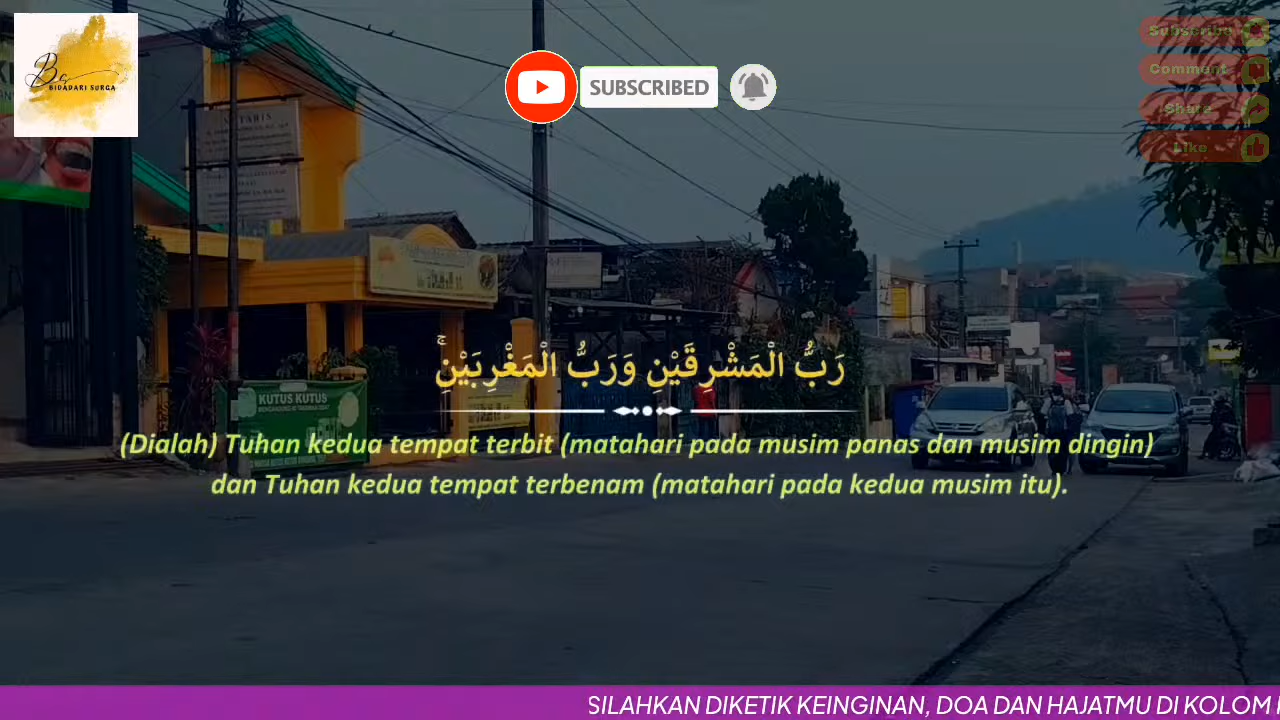 Bs
BIDADARI SURGA
SUBSCRIBED
Subscribe
Comment
Share
Like
NOTARIS
KUTUS KUTUS
رَبُّ الْمَشْرِقَيْنِ وَرَبُّ الْمَغْرِبَيْنِۚ
(Dialah) Tuhan kedua tempat terbit (matahari pada musim panas dan musim dingin)
dan Tuhan kedua tempat terbenam (matahari pada kedua musim itu).
SILAHKAN DIKETIK KEINGINAN, DOA DAN HAJATMU DI KOLOM